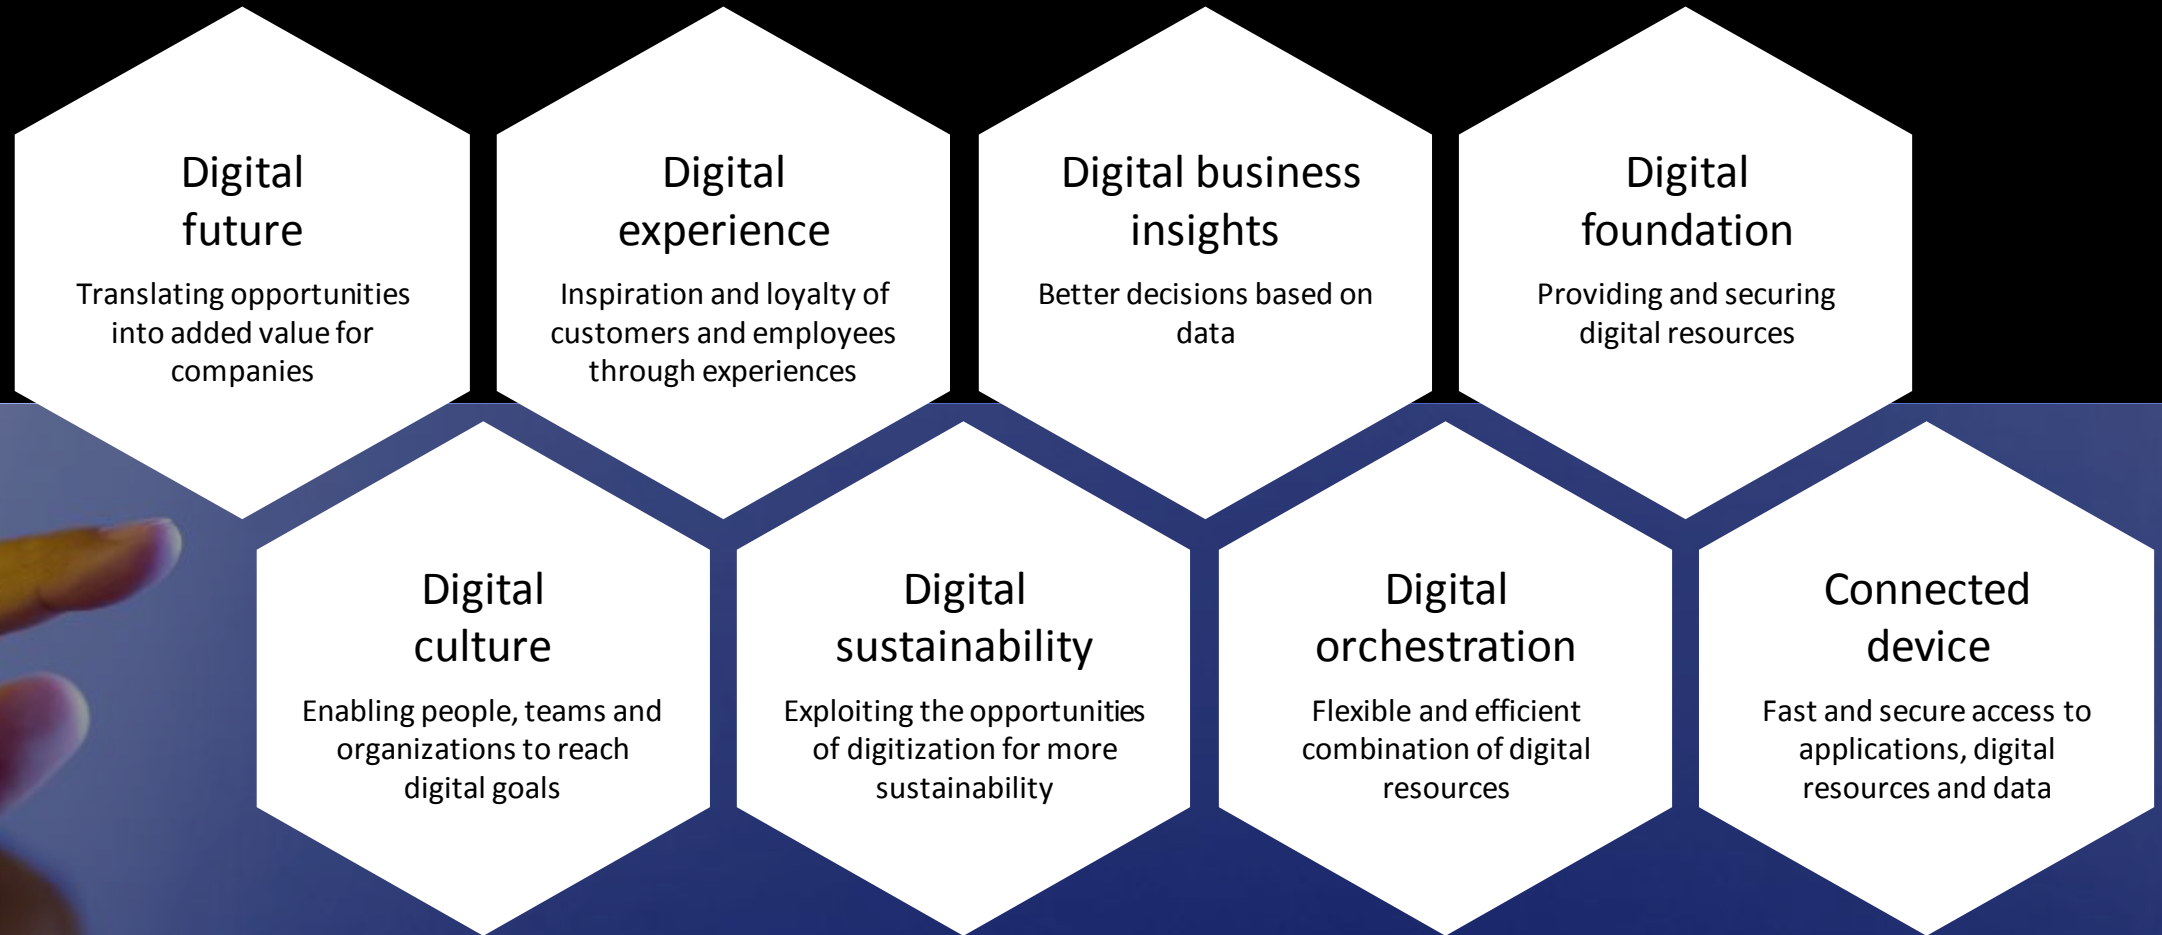 Digital
future
Translating opportunities
into added value for
companies
Digital
experience
Inspiration and loyalty of
customers and employees
through experiences
Digital business
insights
Better decisions based on
data
Digital
foundation
Providing and securing
digital resources
Digital
culture
Enabling people, teams and
organizations to reach
digital goals
Digital
sustainability
Exploiting the opportunities
of digitization for more
sustainability
Digital
orchestration
Flexible and efficient
combination of digital
resources
Connected
device
Fast and secure access to
applications, digital
resources and data